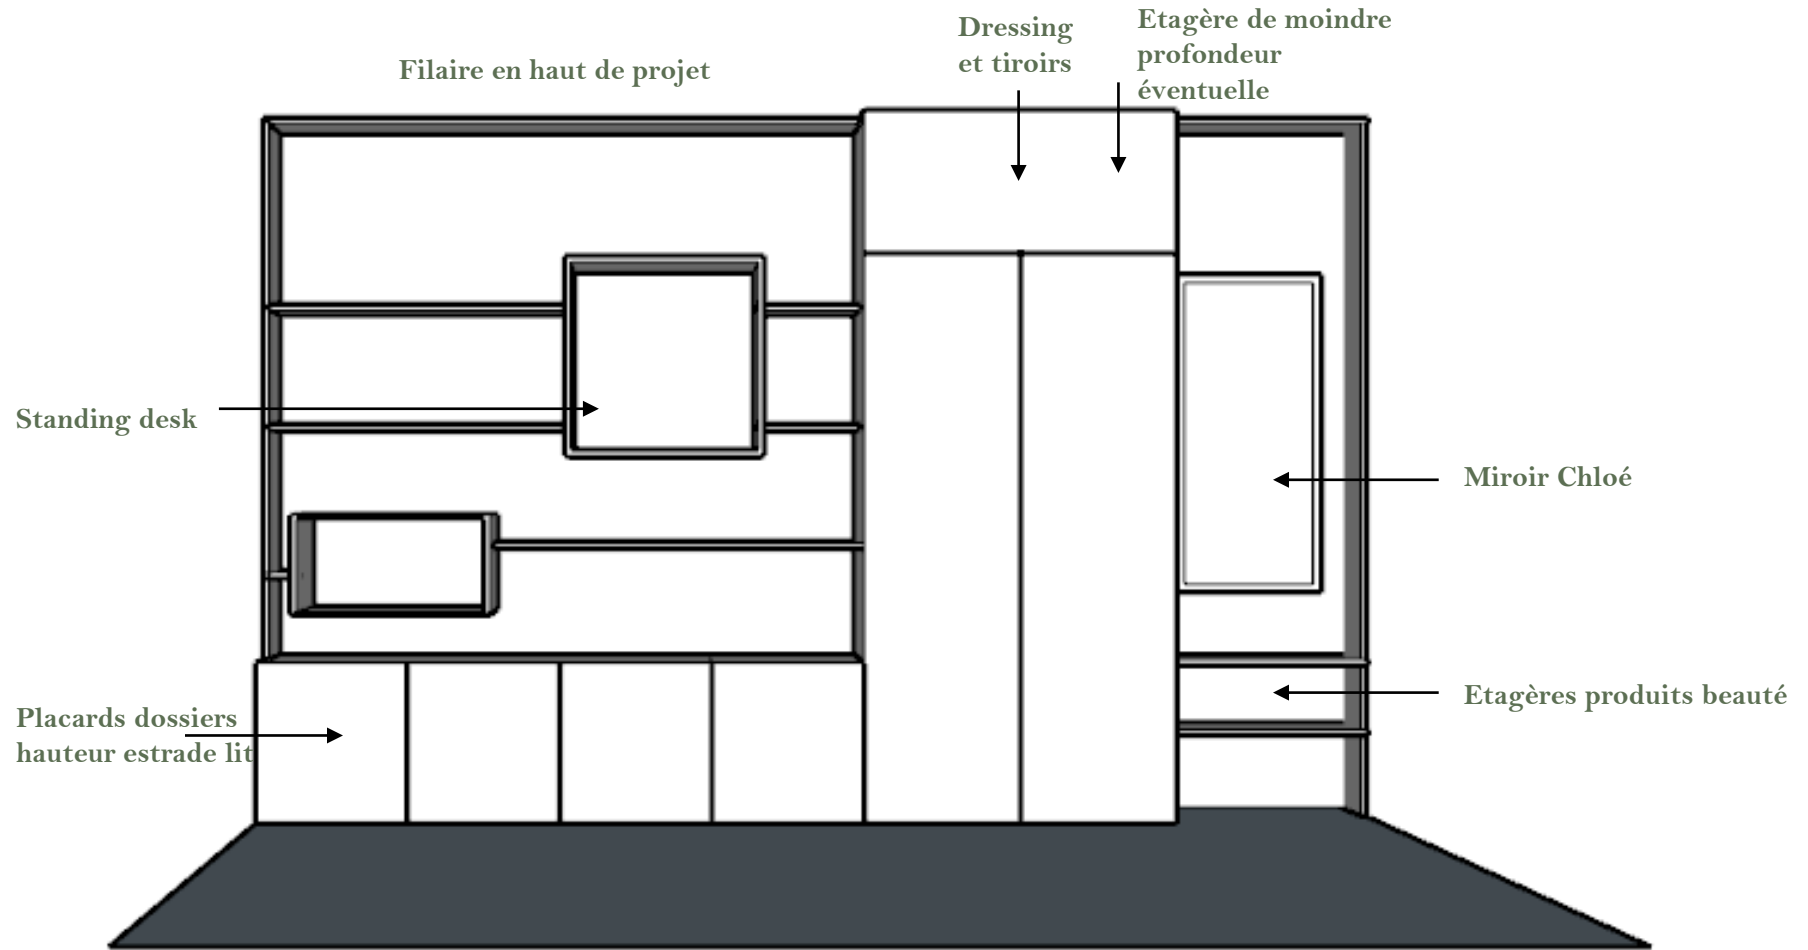 Filaire en haut de projet
Dressing
et tiroirs
Etagère de moindre
profondeur
éventuelle
Standing desk
Miroir Chloé
Etagères produits beauté
Placards dossiers
hauteur estrade lit